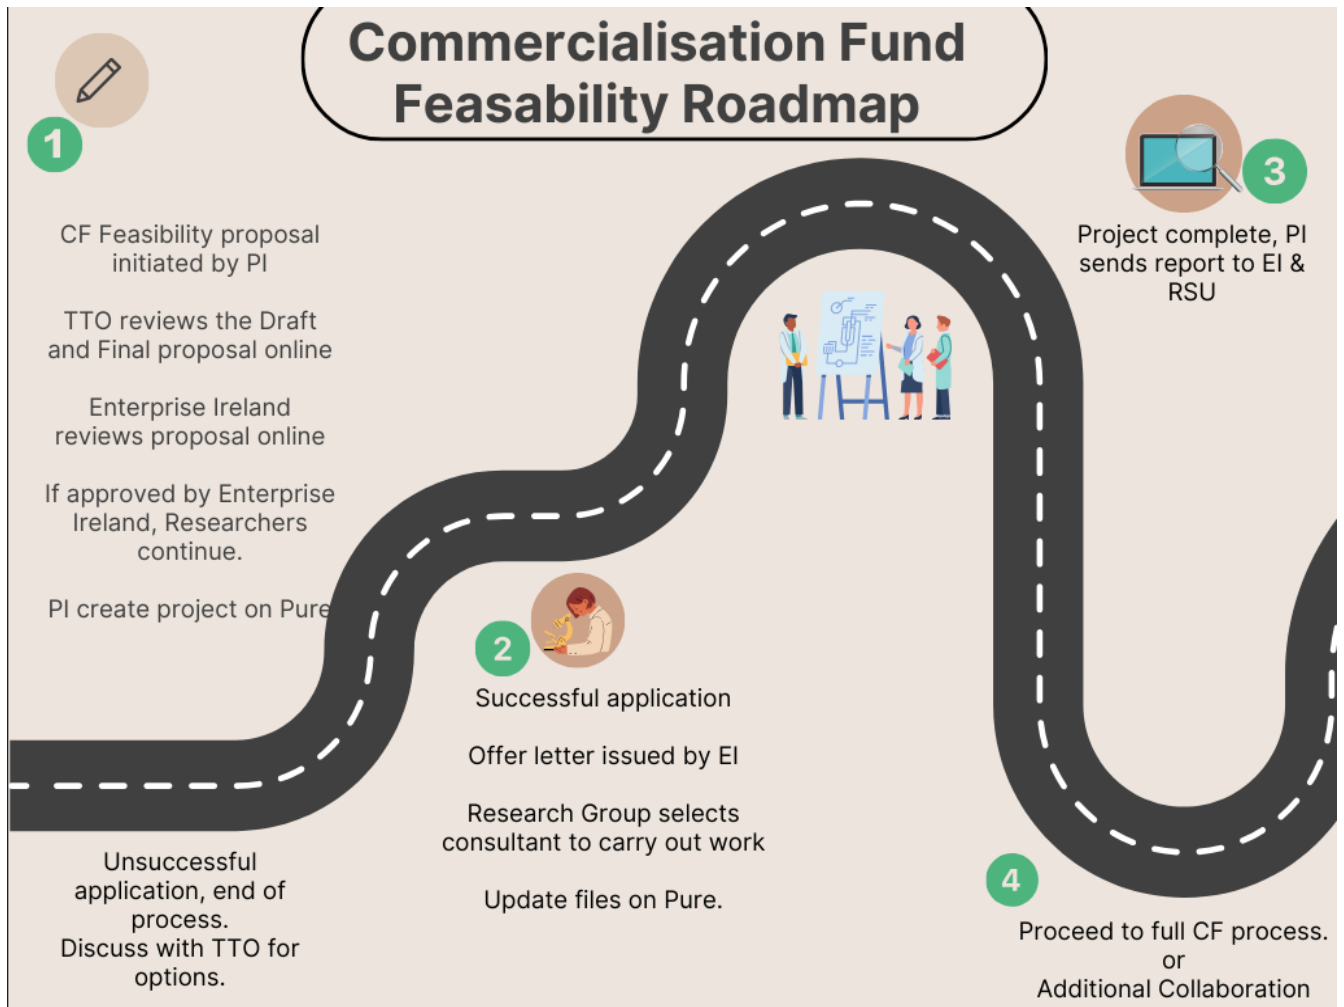 Commercialisation Fund
Feasability Roadmap
1
CF Feasibility proposal
initiated by PI
TTO reviews the Draft
and Final proposal online
Enterprise Ireland
reviews proposal online
If approved by Enterprise
Ireland, Researchers
continue.
PI create project on Pure
Unsuccessful
application, end of
process.
Discuss with TTO for
options.
2
Successful application
Offer letter issued by EI
Research Group selects
consultant to carry out work
Update files on Pure.
3
Project complete, PI
sends report to EI &
RSU
4
Proceed to full CF process.
or
Additional Collaboration